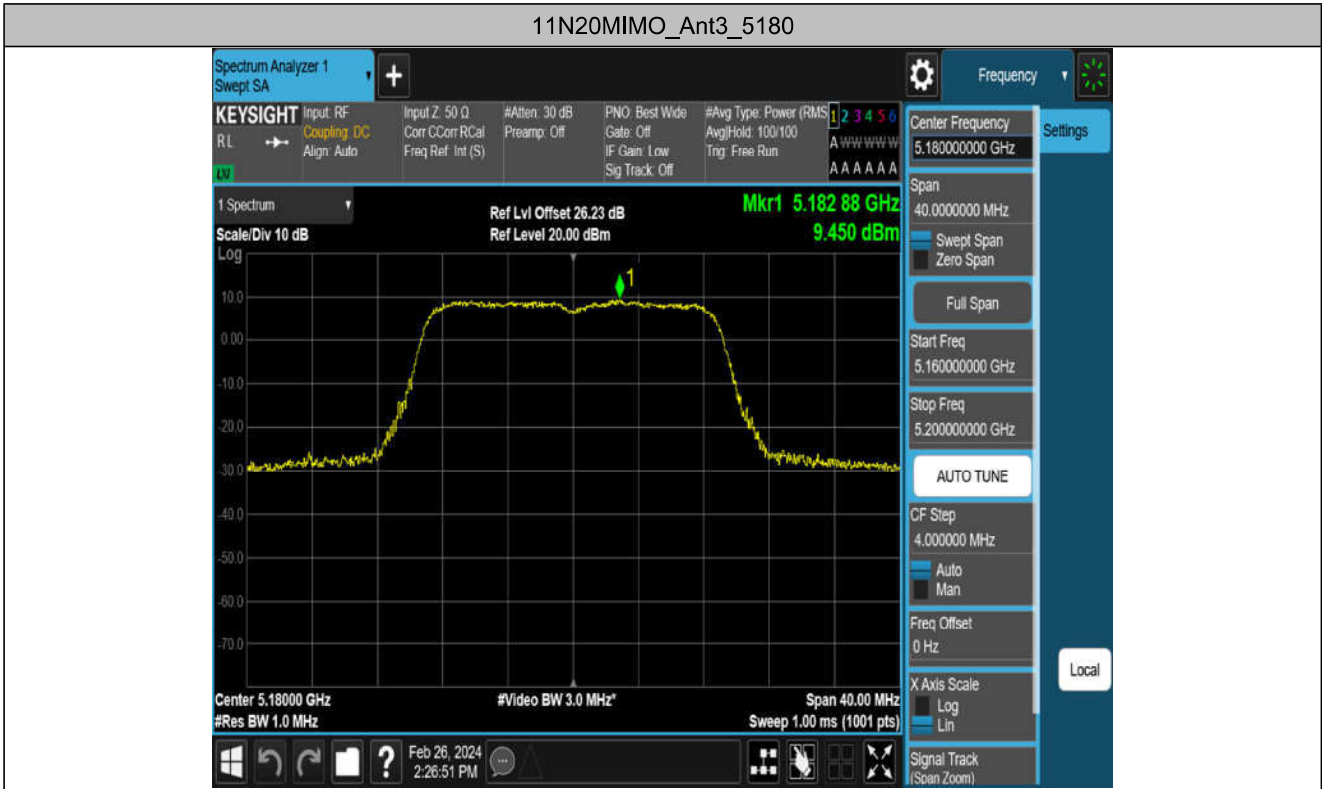 11N20MIMO_Ant3_5180
Spectrum Analyzer 1
Swept SA
+
Frequency
KEYSIGHT
RL
Input: RF
Coupling: DC
Align: Auto
Input Z: 50 Ω
Corr CCorr RCal
Freq Ref: Int (S)
#Atten: 30 dB
Preamp: Off
PNO: Best Wide
Gate: Off
IF Gain: Low
Sig Track: Off
#Avg Type: Power (RMS
Avg|Hold: 100/100
Trig: Free Run
1 2 3 4 5 6
A W W W W W
A A A A A A
1 Spectrum
Scale/Div 10 dB
Log
Ref Lvl Offset 26.23 dB
Ref Level 20.00 dBm
Mkr1 5.182 88 GHz
9.450 dBm
1
10.0
0.00
-10.0
-20.0
-30.0
-40.0
-50.0
-60.0
-70.0
Center 5.18000 GHz
#Video BW 3.0 MHz*
Span 40.00 MHz
#Res BW 1.0 MHz
Sweep 1.00 ms (1001 pts)
?
Feb 26, 2024
2:26:51 PM
Center Frequency
5.180000000 GHz
Settings
Span
40.0000000 MHz
Swept Span
Zero Span
Full Span
Start Freq
5.160000000 GHz
Stop Freq
5.200000000 GHz
AUTO TUNE
CF Step
4.000000 MHz
Auto
Man
Freq Offset
0 Hz
X Axis Scale
Log
Lin
Local
Signal Track
(Span Zoom)